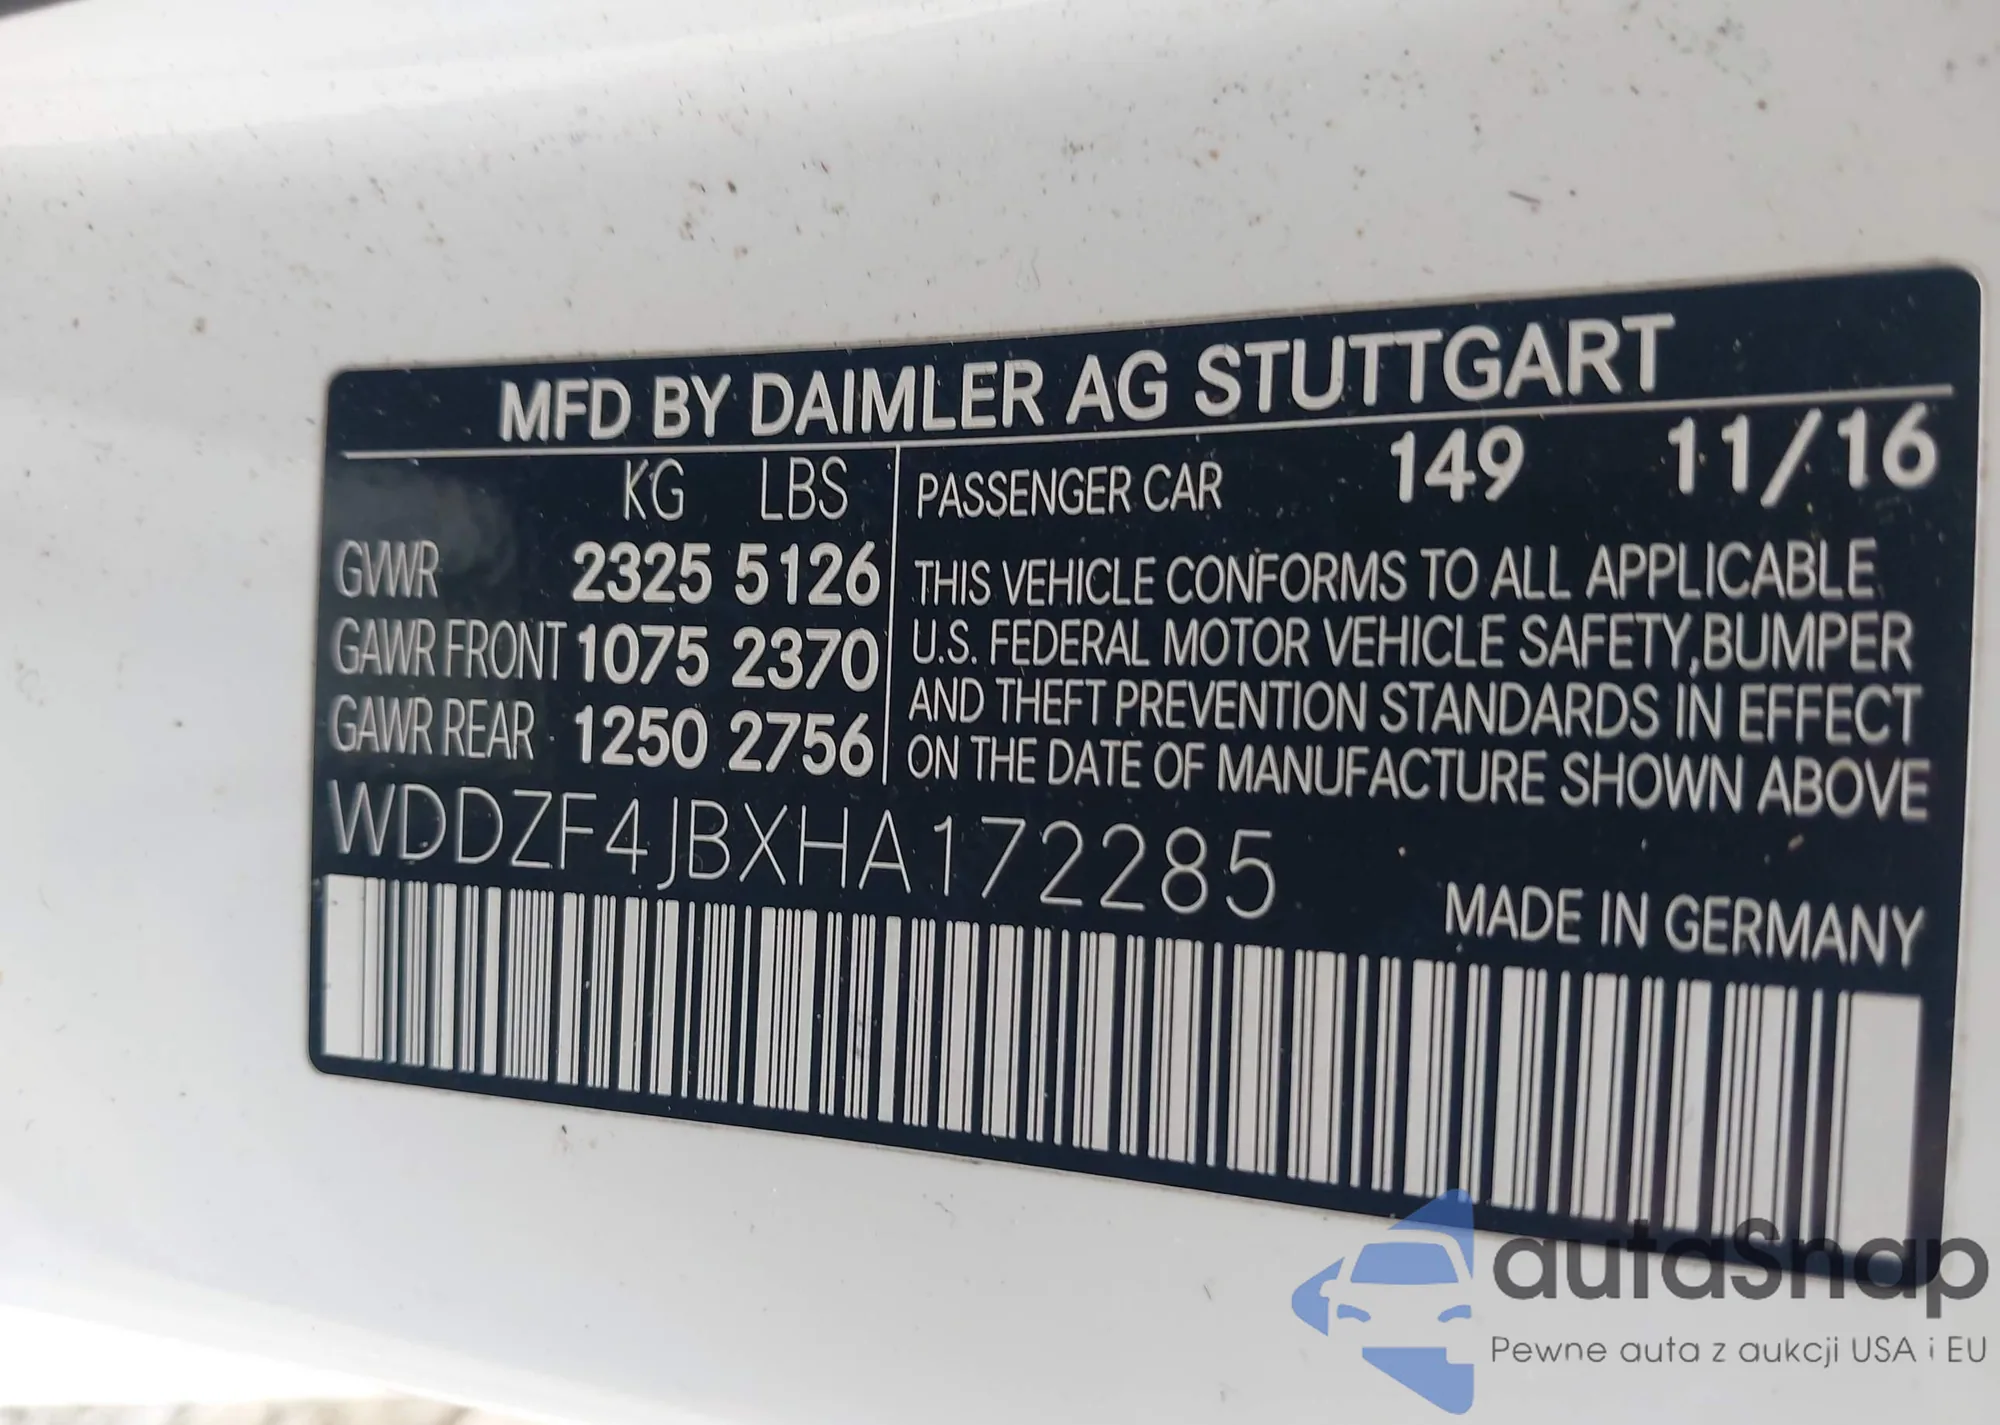 MFD BY DAIMLER AG STUTTGART
KG LBS
GVWR 2325 5126
GAWR FRONT 1075 2370
GAWR REAR 1250 2756
PASSENGER CAR 149 11/16
THIS VEHICLE CONFORMS TO ALL APPLICABLE
U.S. FEDERAL MOTOR VEHICLE SAFETY,BUMPER
AND THEFT PREVENTION STANDARDS IN EFFECT
ON THE DATE OF MANUFACTURE SHOWN ABOVE
WDDZF4JBXHA172285
MADE IN GERMANY
autaSnap
Pewne auta z aukcji USA i EU